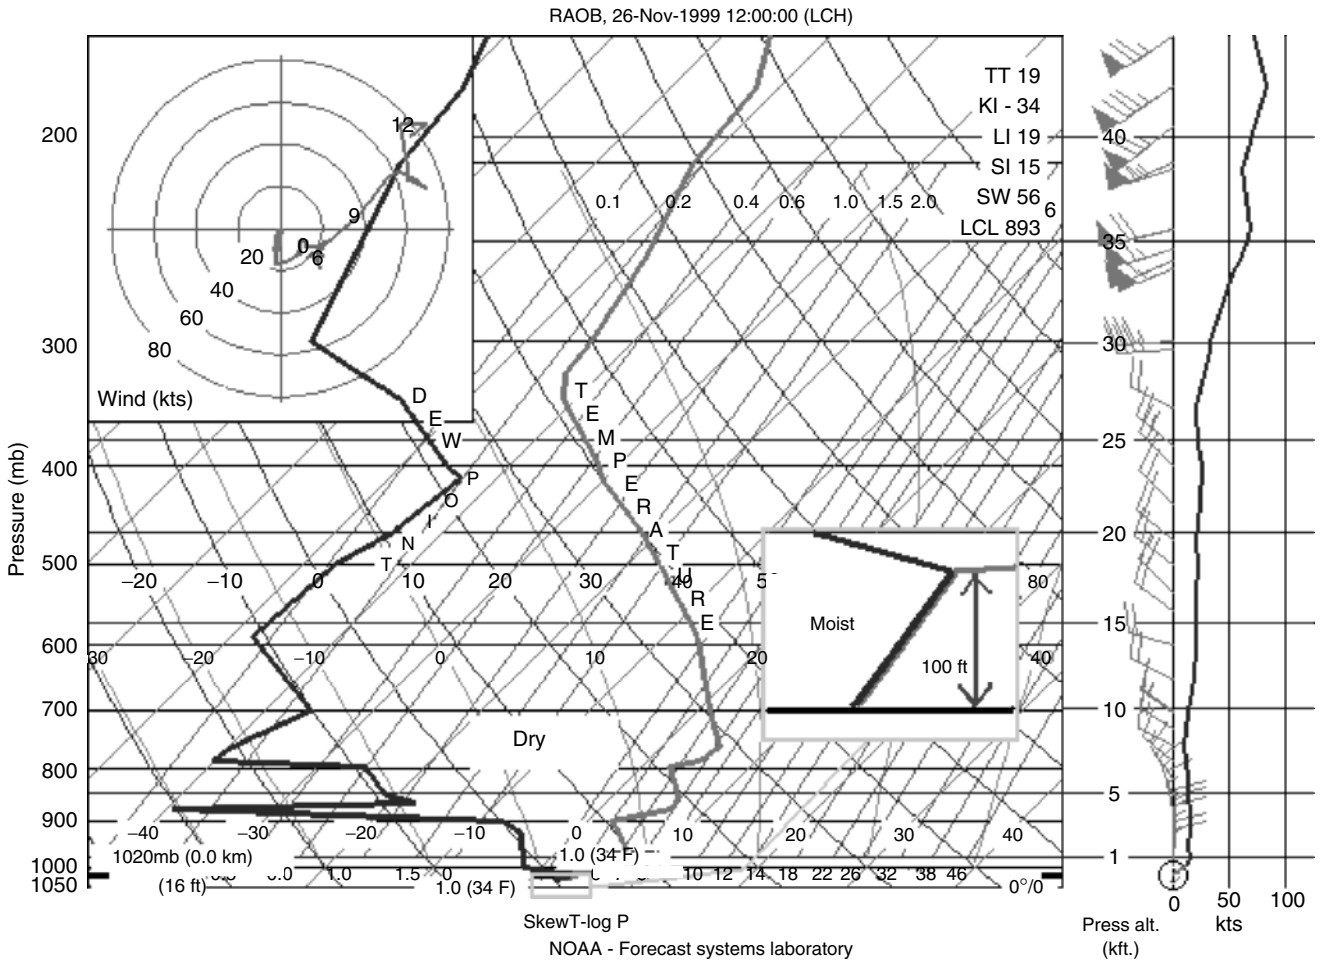 RAOB, 26-Nov-1999 12:00:00 (LCH)
TT 19
KI - 34
LI 19
SI 15
SW 56
6
LCL 893
0.1 0.2 0.4 0.6 1.0 1.5 2.0
12
9
0
6
20
40
60
80
Wind (kts)
Pressure (mb)
200
300
400
500
600
700
800
900
1000
1050
DEWPOINT
TEMPERATURE
−20 −10 0 10 20 30 40 80
30 −20 −10 0 10 20 40
Moist
100 ft
Dry
−40 −30 −20 −10 0 10 20 30 40
1020mb (0.0 km)
1.0 (34 F)
(16 ft)
1.0 1.5
1.0 (34 F)
10 12 14 18 22 26 32 38 46
0°/0
40
35
30
25
20
15
10
5
1
0 50 100
kts
Press alt.
(kft.)
SkewT-log P
NOAA - Forecast systems laboratory